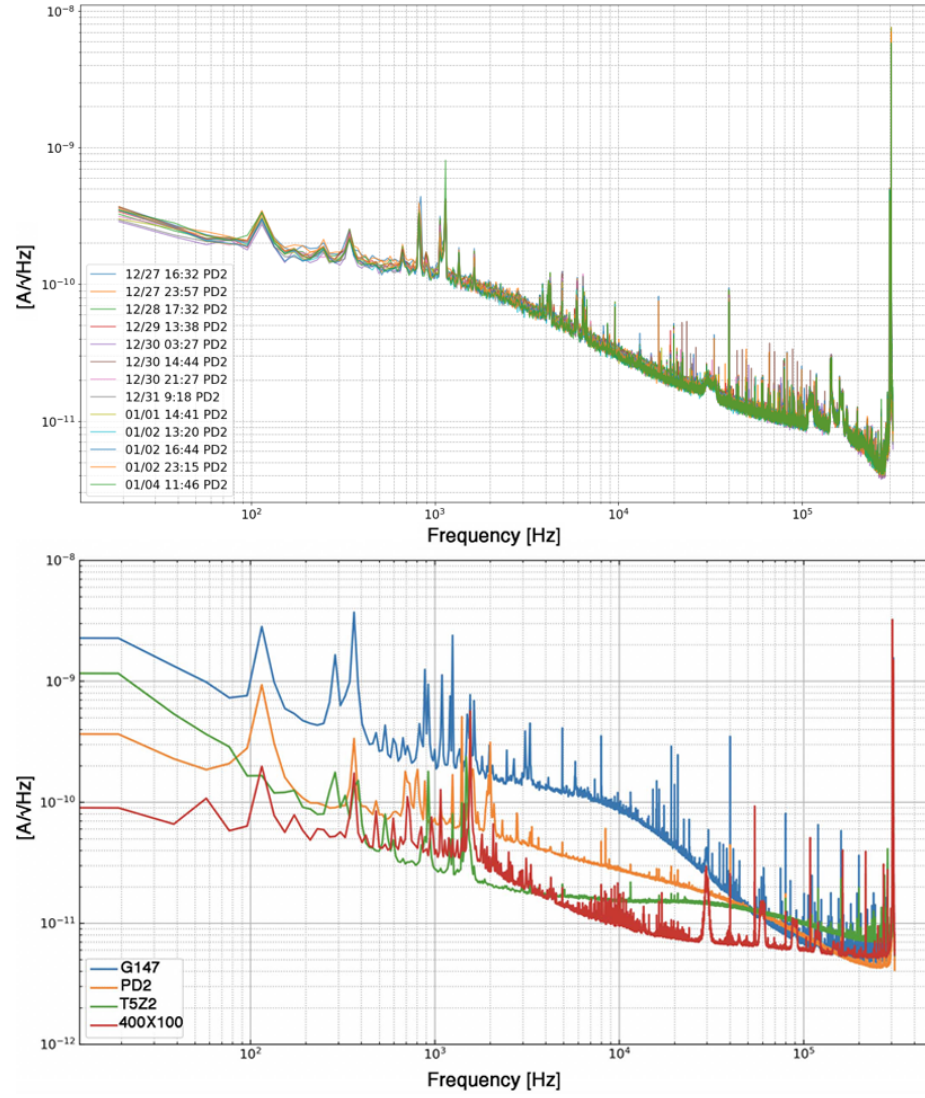 10⁻⁸
10⁻⁹
[A/√Hz]
10⁻¹⁰
12/27 16:32 PD2
12/27 23:57 PD2
12/28 17:32 PD2
12/29 13:38 PD2
12/30 03:27 PD2
12/30 14:44 PD2
12/30 21:27 PD2
12/31 9:18 PD2
01/01 14:41 PD2
01/02 13:20 PD2
01/02 16:44 PD2
01/02 23:15 PD2
01/04 11:46 PD2
10⁻¹¹
10² 10³ 10⁴ 10⁵
Frequency [Hz]
10⁻⁸
10⁻⁹
[A/√Hz]
10⁻¹⁰
10⁻¹¹
G147
PD2
T5Z2
400X100
10⁻¹²
10² 10³ 10⁴ 10⁵
Frequency [Hz]